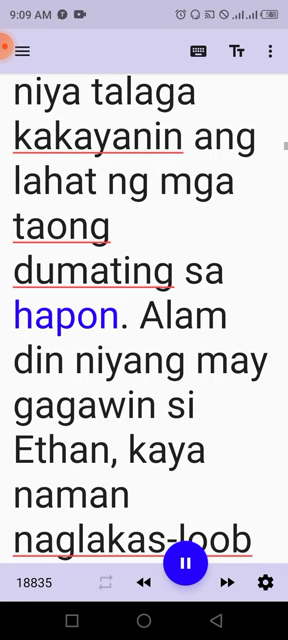 9:09 AM
niya talaga
kakayanin ang
lahat ng mga
taong
dumating sa
hapon. Alam
din niyang may
gagawin si
Ethan, kaya
naman
naglakas-loob
18835